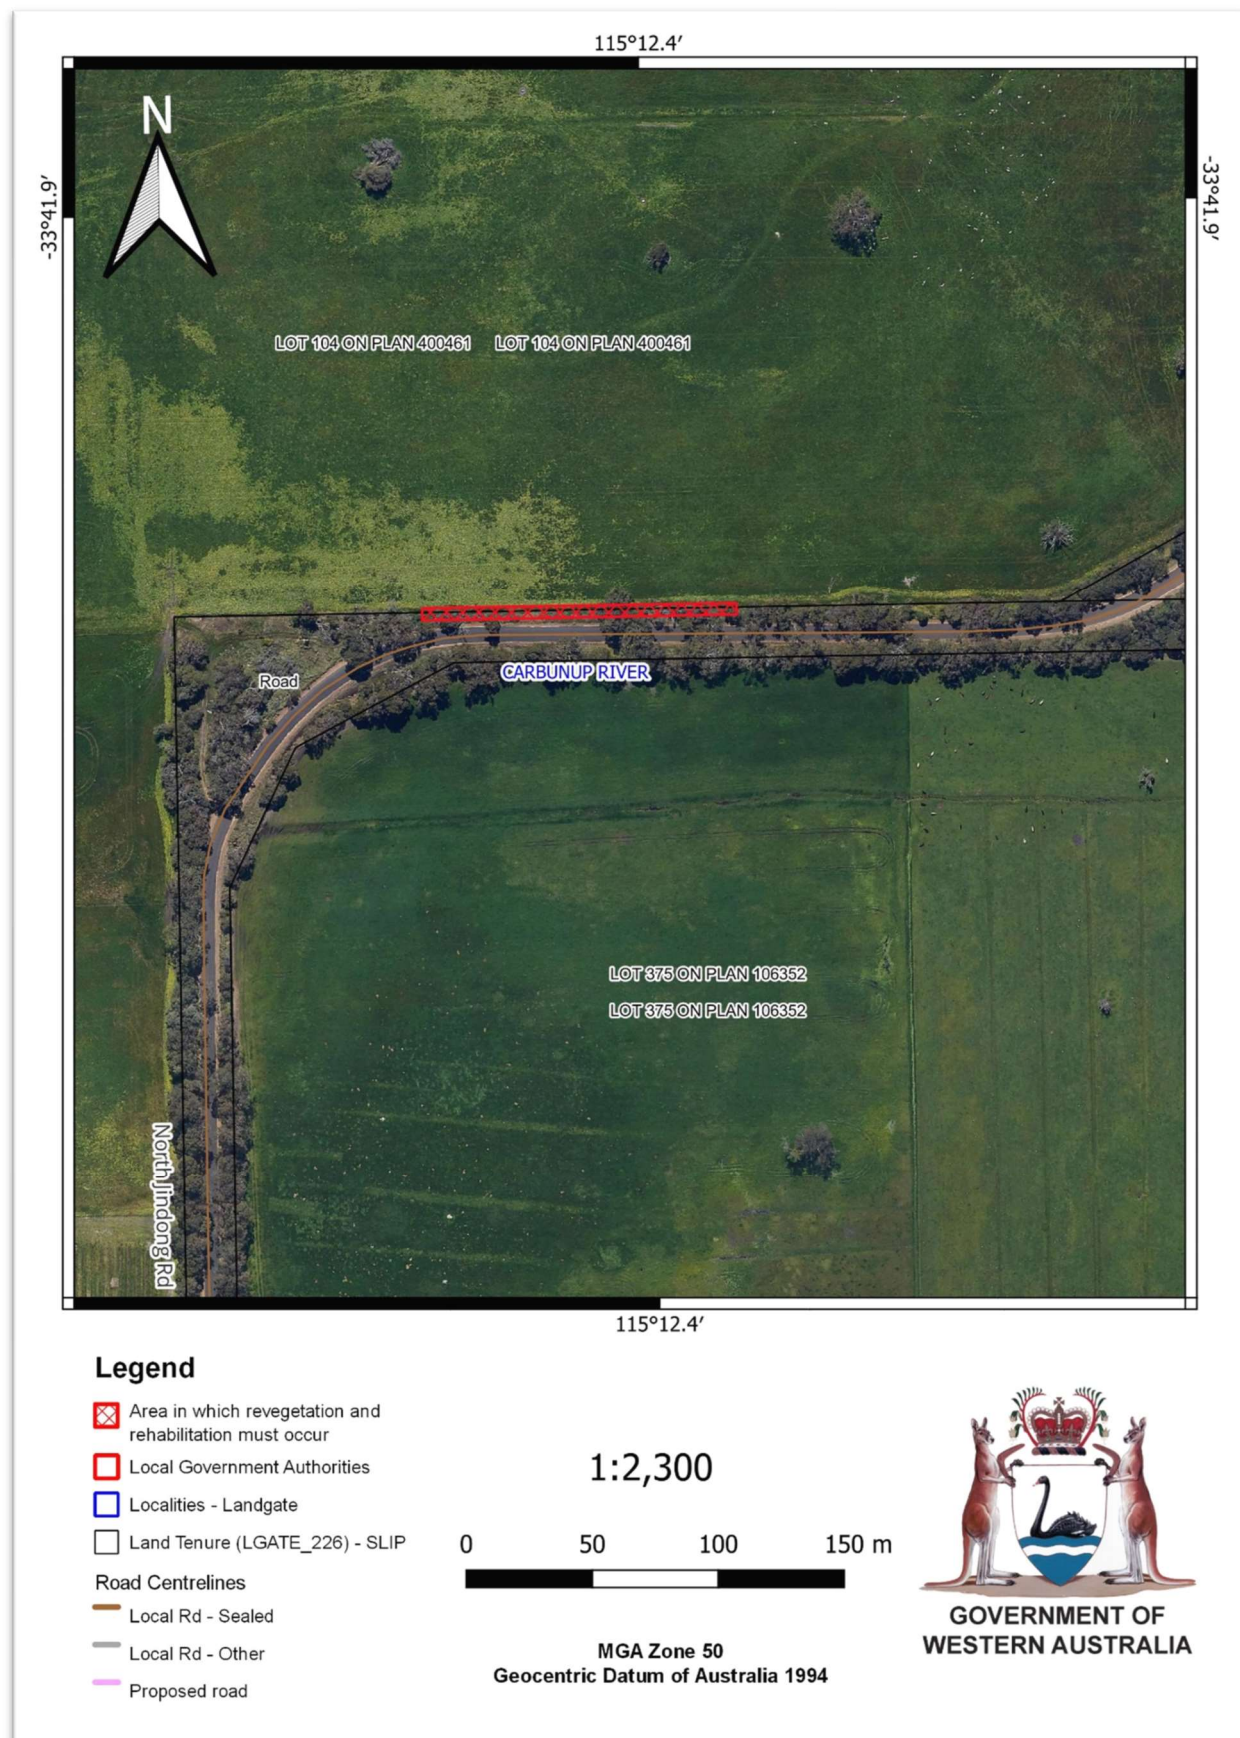 115°12.4′
N
-33°41.9′
-33°41.9′
LOT 104 ON PLAN 400461
LOT 104 ON PLAN 400461
Road
CARBUNUP RIVER
LOT 375 ON PLAN 106352
LOT 375 ON PLAN 106352
North Jindong Rd
115°12.4′
Legend
Area in which revegetation and
rehabilitation must occur
Local Government Authorities
Localities - Landgate
Land Tenure (LGATE_226) - SLIP
Road Centrelines
Local Rd - Sealed
Local Rd - Other
Proposed road
1:2,300
0 50 100 150 m
MGA Zone 50
Geocentric Datum of Australia 1994
GOVERNMENT OF
WESTERN AUSTRALIA